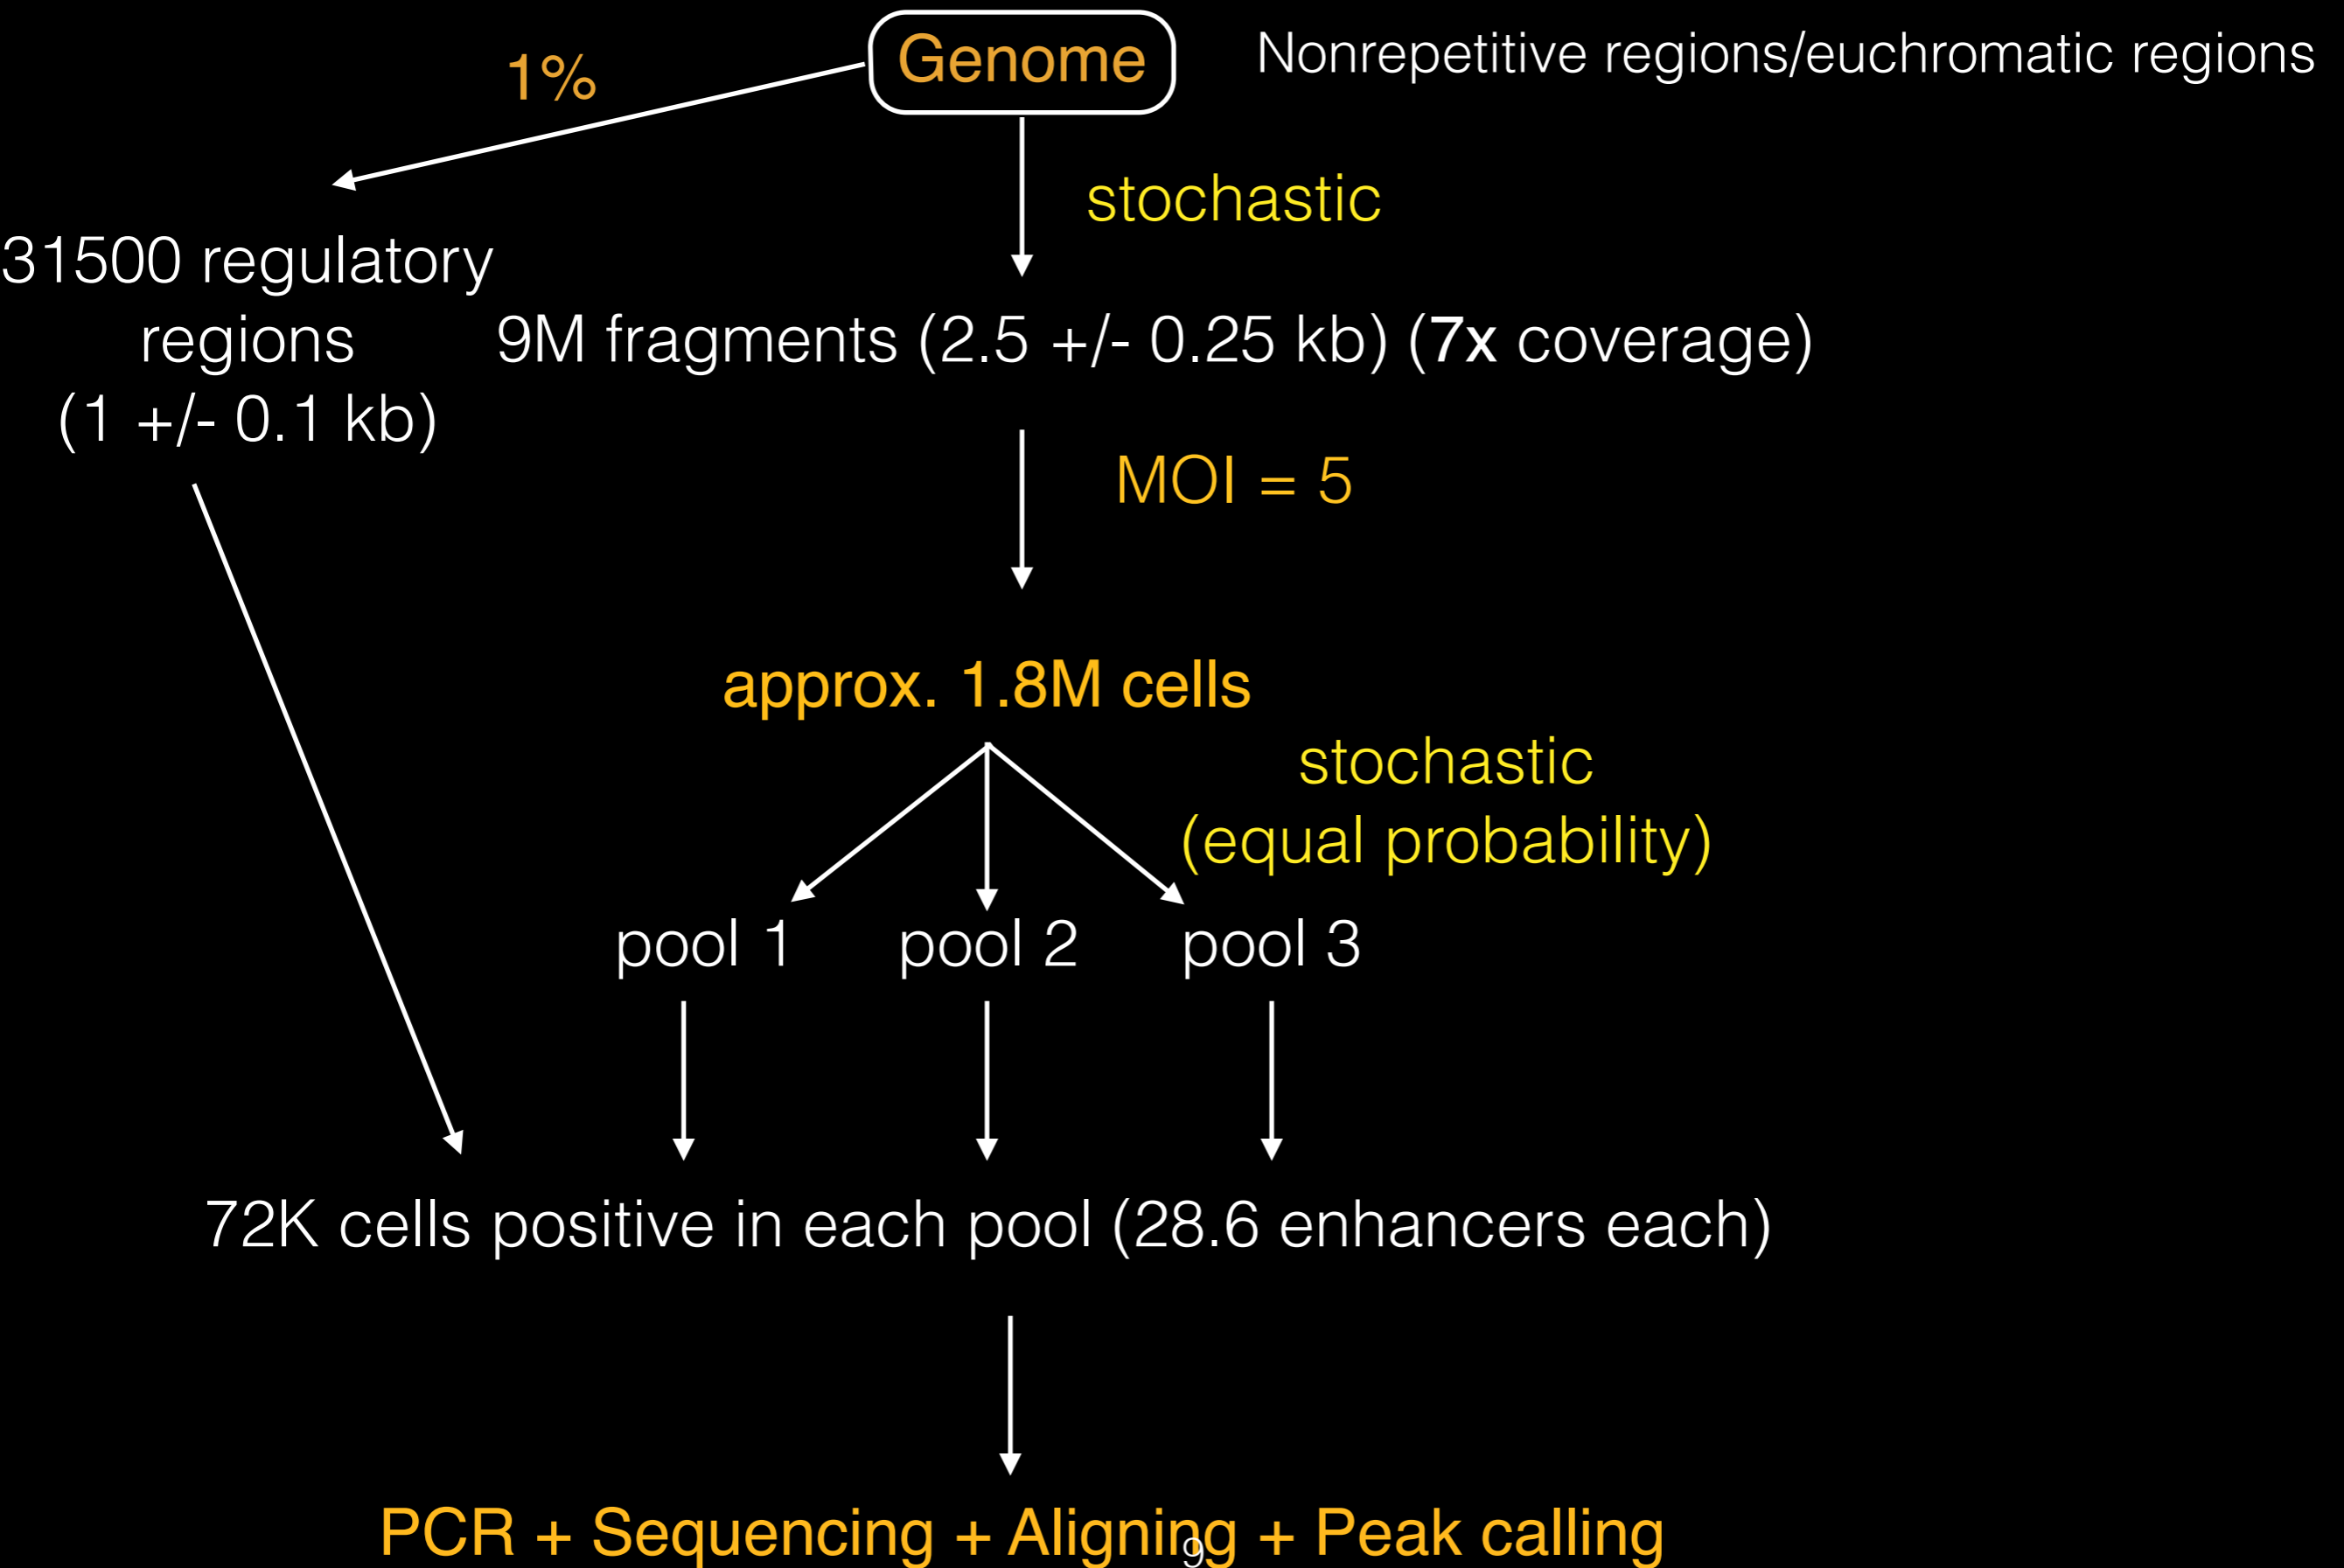 Genome
Nonrepetitive regions/euchromatic regions
1%
stochastic
31500 regulatory
regions
(1 +/- 0.1 kb)
9M fragments (2.5 +/- 0.25 kb) (7x coverage)
MOI = 5
approx. 1.8M cells
stochastic
(equal probability)
pool 1
pool 2
pool 3
72K cells positive in each pool (28.6 enhancers each)
PCR + Sequencing + Aligning + Peak calling
9